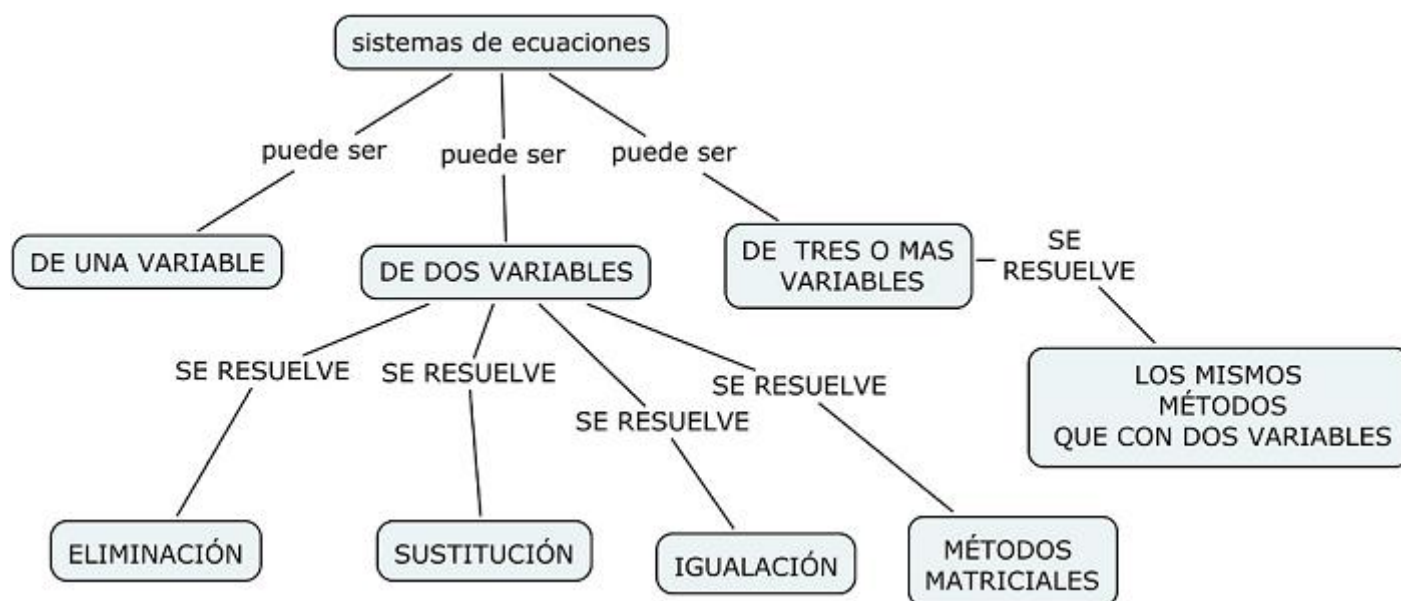 sistemas de ecuaciones
puede ser
puede ser
puede ser
DE UNA VARIABLE
DE DOS VARIABLES
DE TRES O MAS
VARIABLES
SE
RESUELVE
SE RESUELVE
SE RESUELVE
SE RESUELVE
SE RESUELVE
LOS MISMOS
MÉTODOS
QUE CON DOS VARIABLES
ELIMINACIÓN
SUSTITUCÍÓN
IGUALACIÓN
MÉTODOS
MATRICIALES